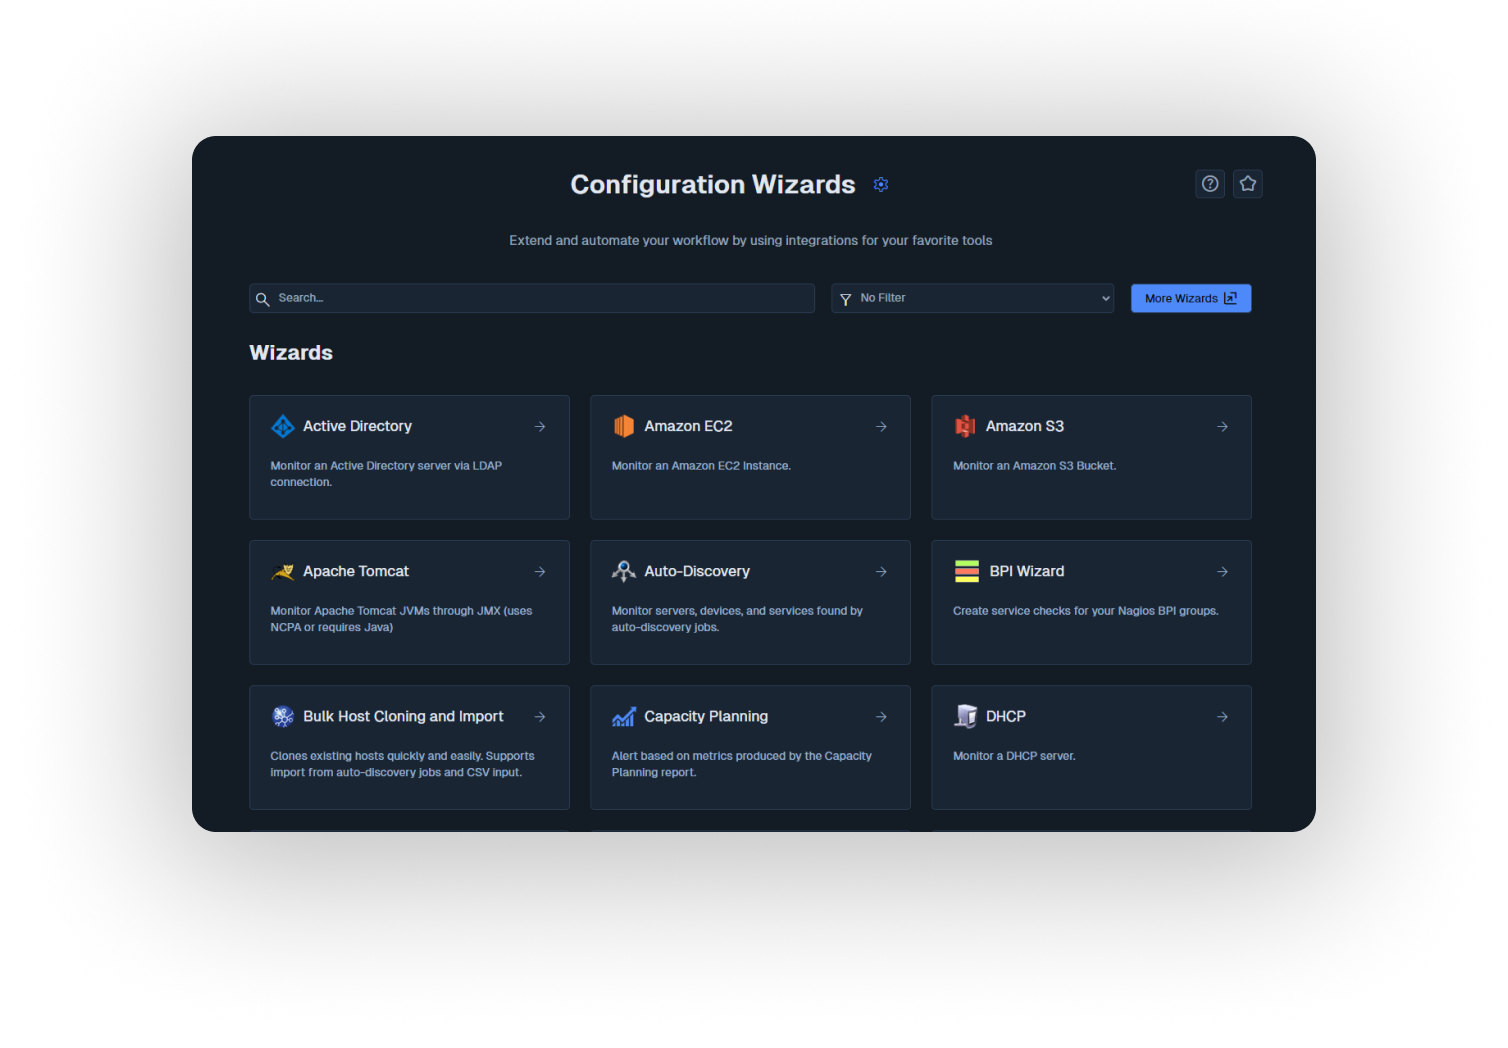 Configuration Wizards
Extend and automate your workflow by using integrations for your favorite tools
Search...
No Filter
More Wizards
Wizards
Active Directory
Monitor an Active Directory server via LDAP
connection.
Amazon EC2
Monitor an Amazon EC2 Instance.
Amazon S3
Monitor an Amazon S3 Bucket.
Apache Tomcat
Monitor Apache Tomcat JVMs through JMX (uses
NCPA or requires Java)
Auto-Discovery
Monitor servers, devices, and services found by
auto-discovery jobs.
BPI Wizard
Create service checks for your Nagios BPI groups.
Bulk Host Cloning and Import
Clones existing hosts quickly and easily. Supports
import from auto-discovery jobs and CSV input.
Capacity Planning
Alert based on metrics produced by the Capacity
Planning report.
DHCP
Monitor a DHCP server.